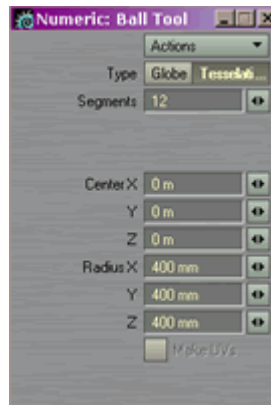 Numeric: Ball Tool
Actions
Type Globe Tesselati...
Segments 12
Center X 0 m
Y 0 m
Z 0 m
Radius X 400 mm
Y 400 mm
Z 400 mm
Make UVs